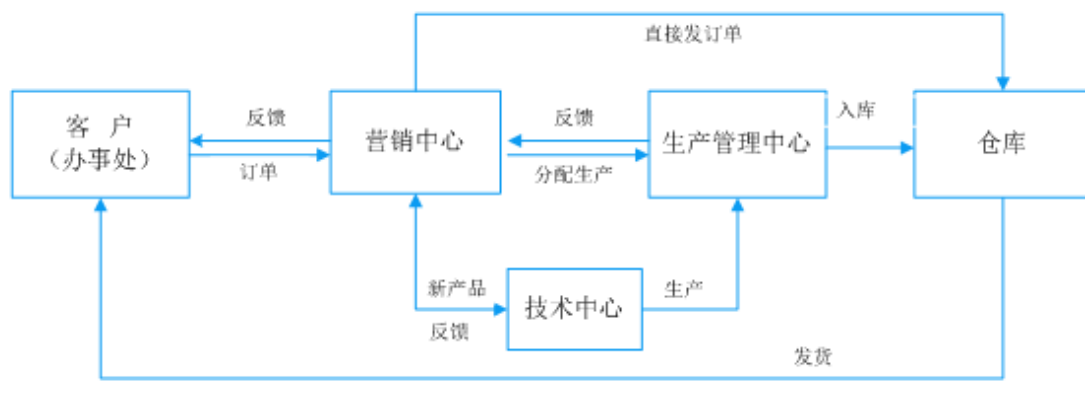 直接发订单
客 户
（办事处）
反馈
订单
营销中心
反馈
分配生产
生产管理中心
入库
仓库
新产品
反馈
技术中心
生产
发货